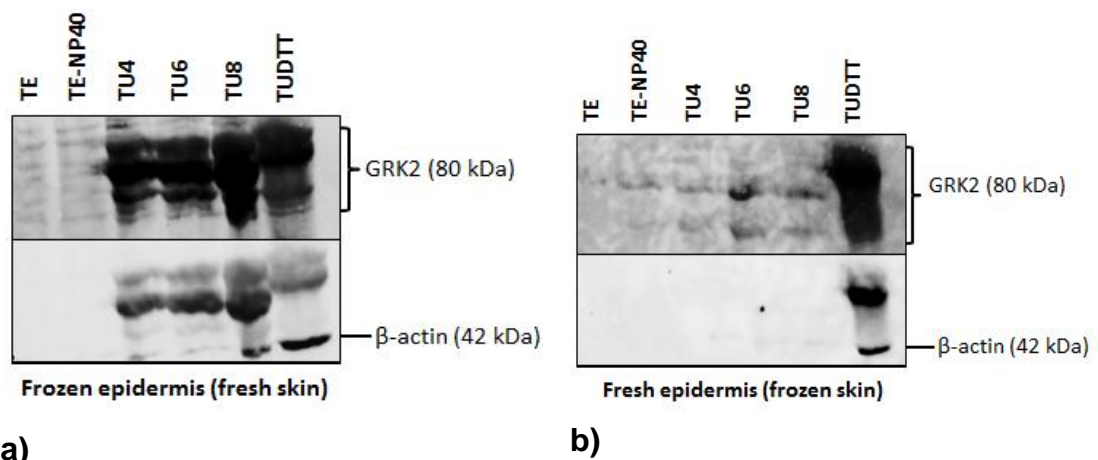 TE TE-NP40 TU4 TU6 TU8 TUDTT
GRK2 (80 kDa)
β-actin (42 kDa)
Frozen epidermis (fresh skin)
a)
TE TE-NP40 TU4 TU6 TU8 TUDTT
GRK2 (80 kDa)
β-actin (42 kDa)
Fresh epidermis (frozen skin)
b)